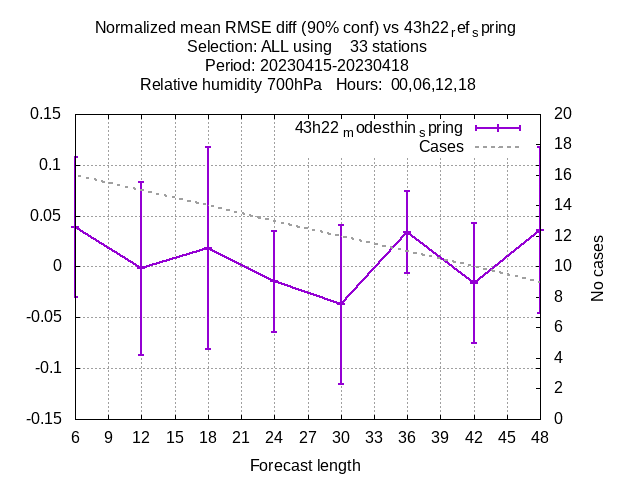 Normalized mean RMSE diff (90% conf) vs 43h22refspring
Selection: ALL using    33 stations
Period: 20230415-20230418
Relative humidity 700hPa   Hours:  00,06,12,18
43h22modesthinspring
Cases
0.15
0.1
0.05
0
-0.05
-0.1
-0.15
20
18
16
14
12
10
8
6
4
2
0
No cases
6 9 12 15 18 21 24 27 30 33 36 39 42 45 48
Forecast length